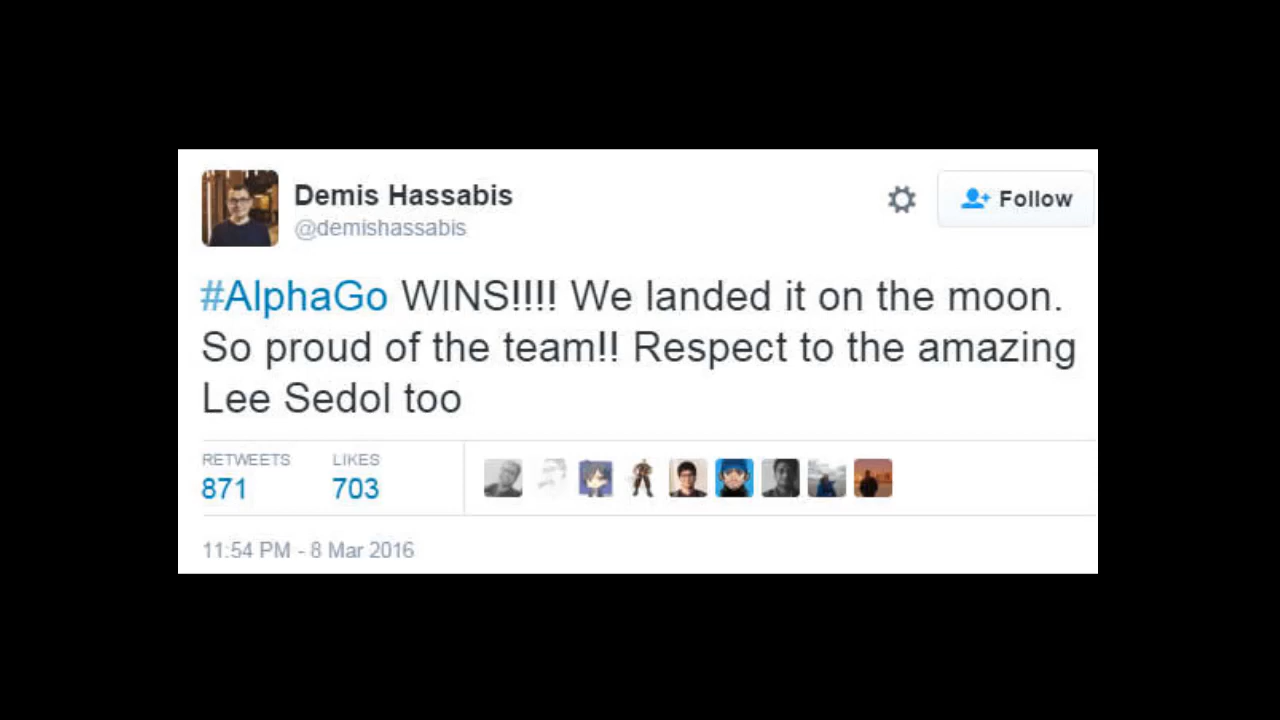 Demis Hassabis
@demishassabis
Follow
#AlphaGo WINS!!!! We landed it on the moon.
So proud of the team!! Respect to the amazing
Lee Sedol too
RETWEETS LIKES
871 703
11:54 PM - 8 Mar 2016